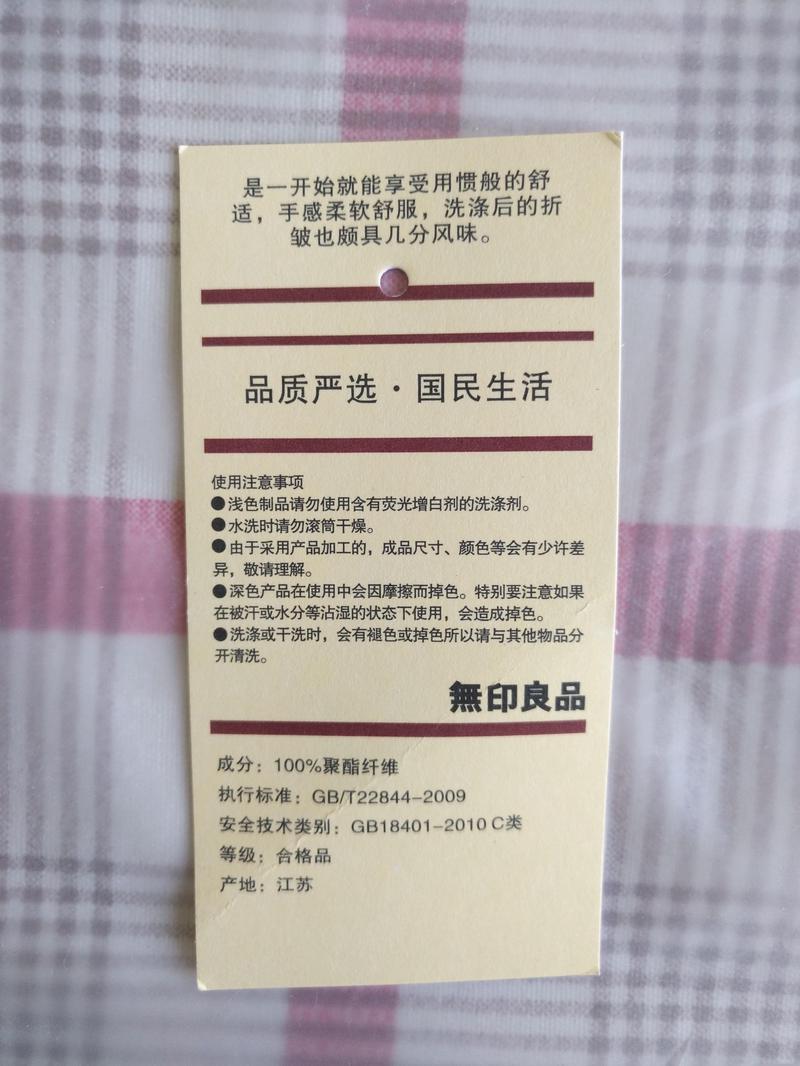 是一开始就能享受用惯般的舒
适，手感柔软舒服，洗涤后的折
皱也颇具几分风味。
品质严选·国民生活
使用注意事项
●浅色制品请勿使用含有荧光增白剂的洗涤剂。
●水洗时请勿滚筒干燥。
●由于采用产品加工的，成品尺寸、颜色等会有少许差
异，敬请理解。
●深色产品在使用中会因摩擦而掉色。特别要注意如果
在被汗或水分等沾湿的状态下使用，会造成掉色。
●洗涤或干洗时，会有褪色或掉色所以请与其他物品分
开清洗。
無印良品
成分：100%聚酯纤维
执行标准：GB/T22844-2009
安全技术类别：GB18401-2010 C类
等级：合格品
产地：江苏